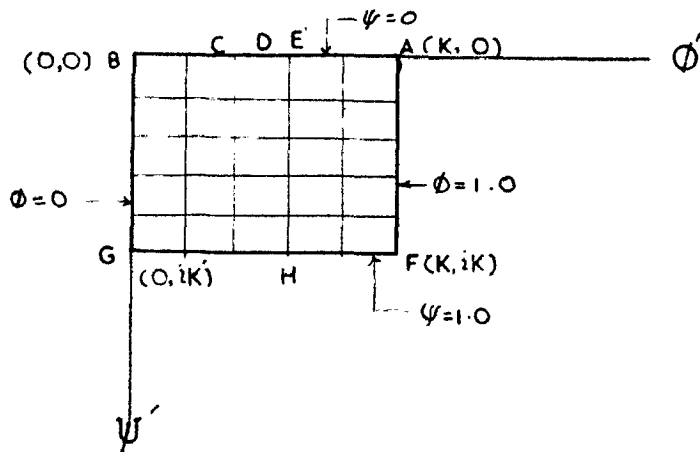 ψ=0
C D E A (K, 0)
(0,0) B φ'
φ=0 φ=1.0
G (0, iK') H F (K, iK)
ψ=1.0
ψ'